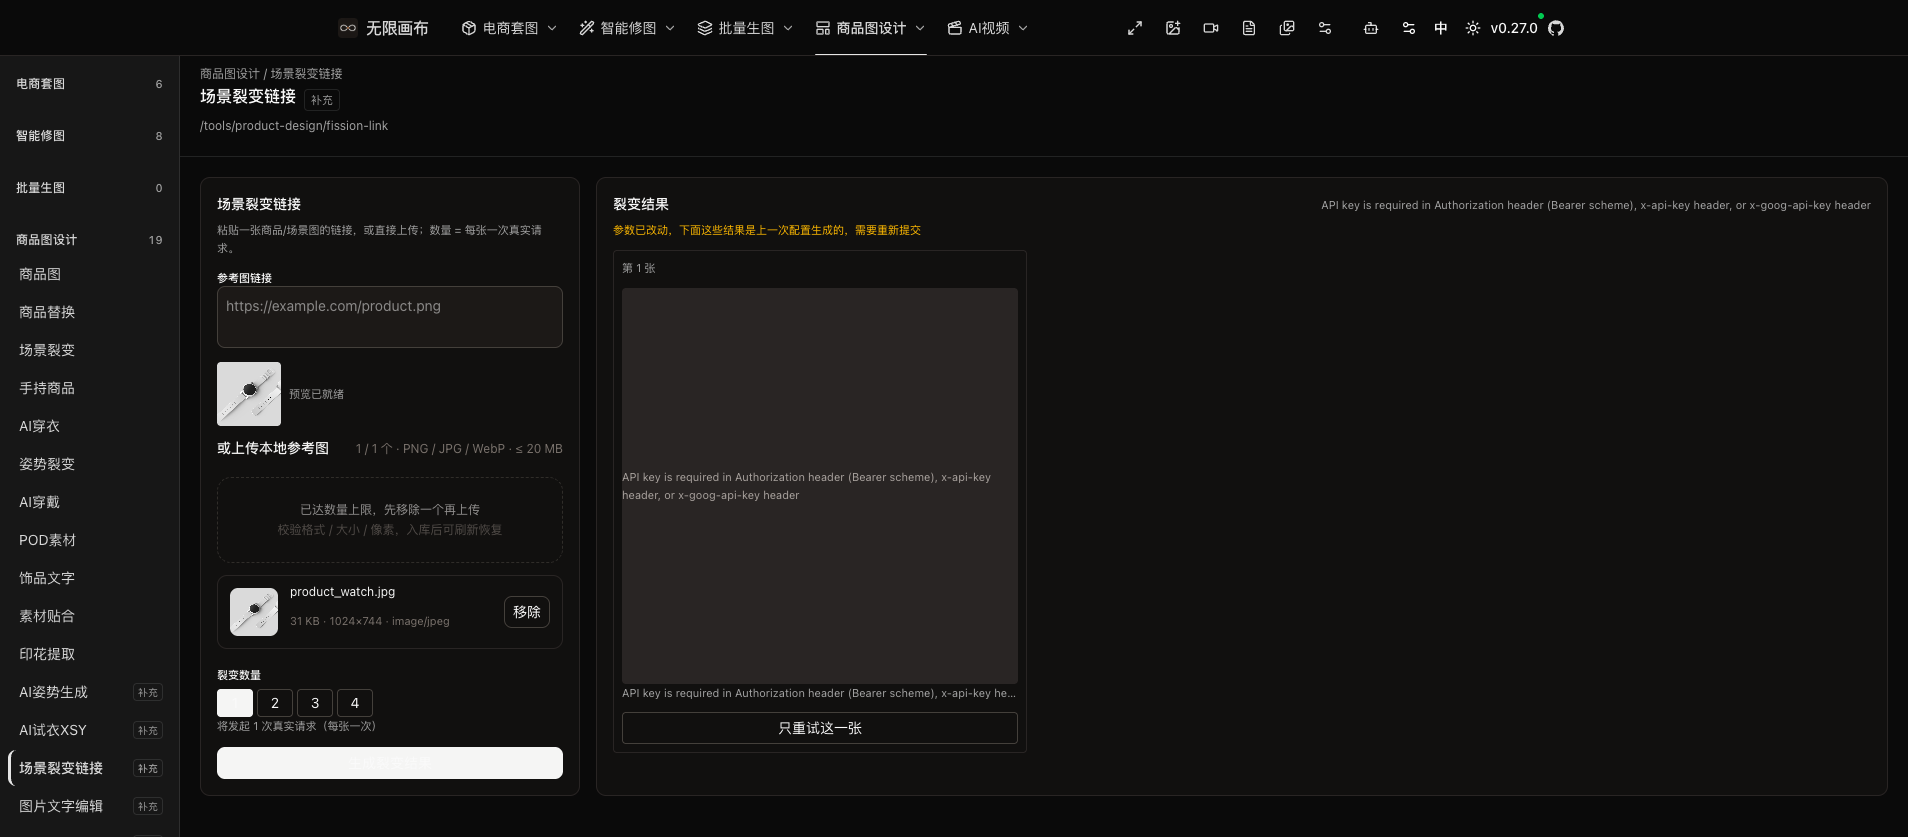 无限画布
电商套图
智能修图
批量生图
商品图设计
AI视频
中
v0.27.0
电商套图 6
智能修图 8
批量生图 0
商品图设计 19
商品图
商品替换
场景裂变
手持商品
AI穿衣
姿势裂变
AI穿戴
POD素材
饰品文字
素材贴合
印花提取
AI姿势生成 补充
AI试衣XSY 补充
场景裂变链接 补充
图片文字编辑 补充
商品图设计 / 场景裂变链接
场景裂变链接 补充
/tools/product-design/fission-link
场景裂变链接
粘贴一张商品/场景图的链接，或直接上传；数量 = 每张一次真实请
求。
参考图链接
https://example.com/product.png
预览已就绪
或上传本地参考图 1 / 1 个 · PNG / JPG / WebP · ≤ 20 MB
已达数量上限，先移除一个再上传
校验格式 / 大小 / 像素，入库后可刷新恢复
product_watch.jpg
31 KB · 1024×744 · image/jpeg
移除
裂变数量
2 3 4
将发起 1 次真实请求（每张一次）
裂变结果
API key is required in Authorization header (Bearer scheme), x-api-key header, or x-goog-api-key header
参数已改动，下面这些结果是上一次配置生成的，需要重新提交
第 1 张
API key is required in Authorization header (Bearer scheme), x-api-key
header, or x-goog-api-key header
API key is required in Authorization header (Bearer scheme), x-api-key he...
只重试这一张